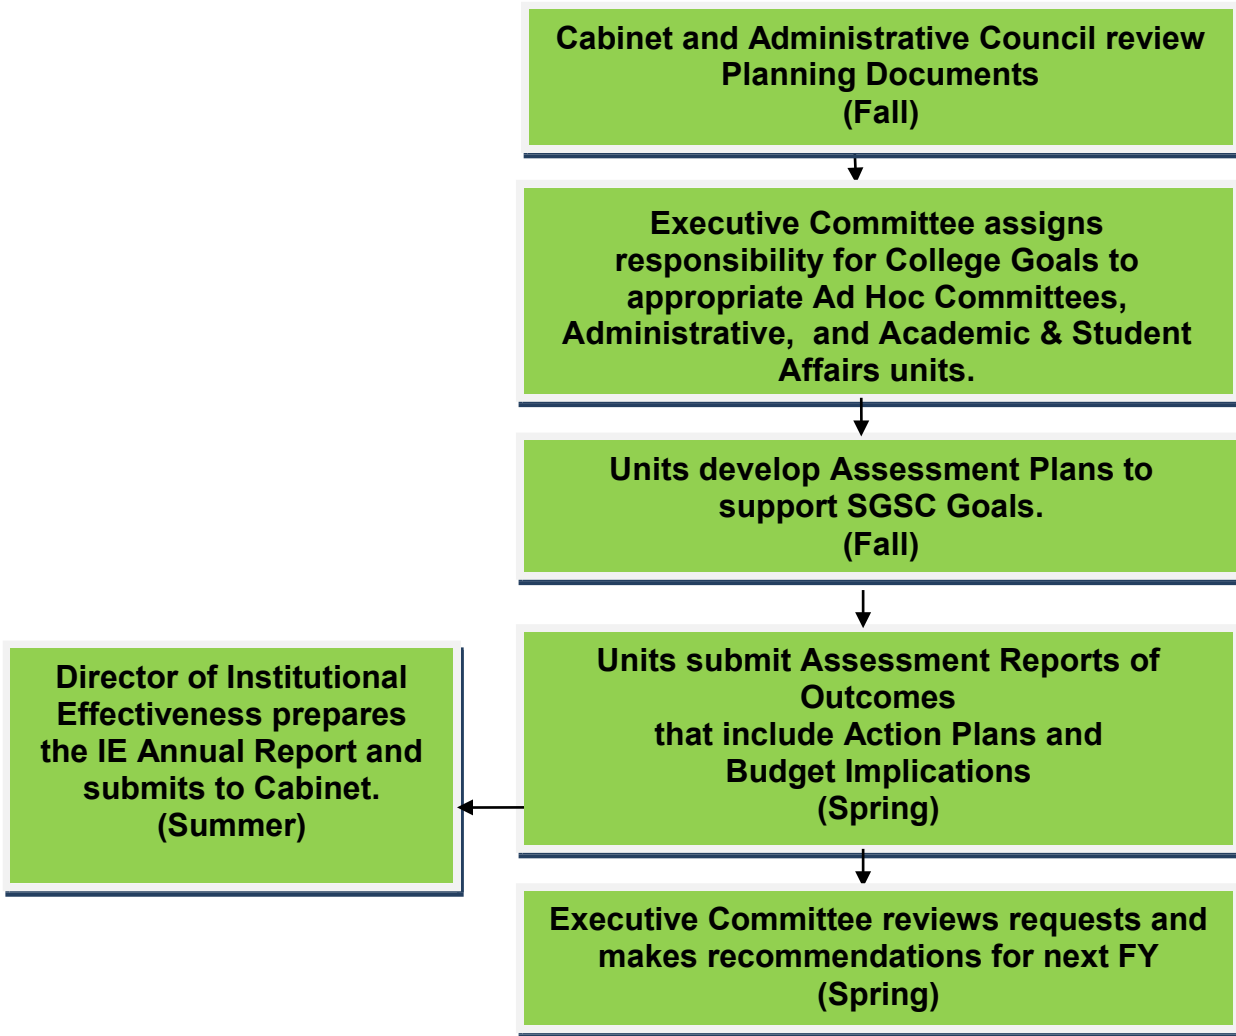 Cabinet and Administrative Council review
Planning Documents
(Fall)
Executive Committee assigns
responsibility for College Goals to
appropriate Ad Hoc Committees,
Administrative, and Academic & Student
Affairs units.
Units develop Assessment Plans to
support SGSC Goals.
(Fall)
Units submit Assessment Reports of
Outcomes
that include Action Plans and
Budget Implications
(Spring)
Director of Institutional
Effectiveness prepares
the IE Annual Report and
submits to Cabinet.
(Summer)
Executive Committee reviews requests and
makes recommendations for next FY
(Spring)